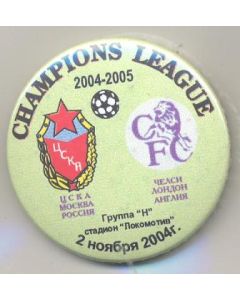 CHAMPIONS LEAGUE
2004-2005
ЦСКА
CFC
ЦСКА
МОСКВА
РОССИЯ
ЧЕЛСИ
ЛОНДОН
АНГЛИЯ
Группа "Н"
стадион "Локомотив"
2 ноября 2004г.